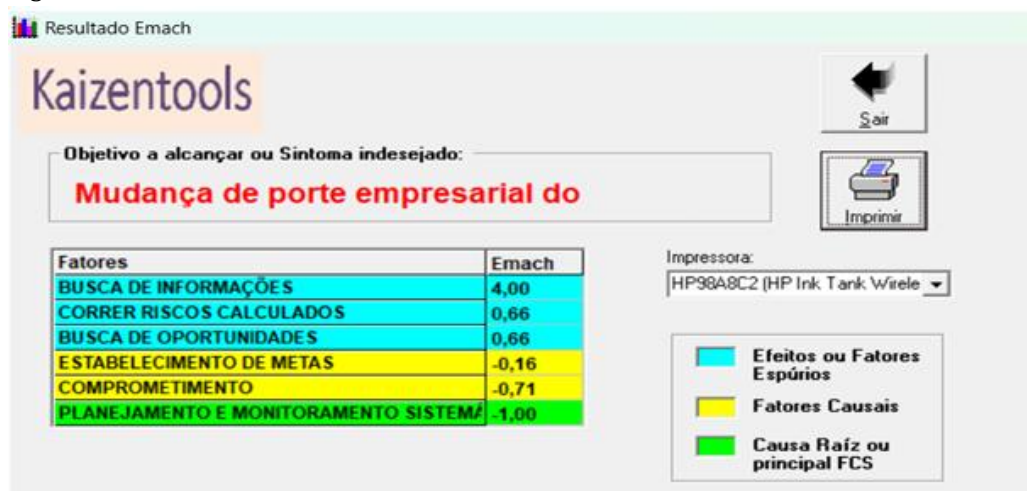 Resultado Emach
Kaizentools
Sair
Objetivo a alcançar ou Sintoma indesejado:
Mudança de porte empresarial do
Imprimir
Fatores Emach
BUSCA DE INFORMAÇÕES 4,00
CORRER RISCOS CALCULADOS 0,66
BUSCA DE OPORTUNIDADES 0,66
ESTABELECIMENTO DE METAS -0,16
COMPROMETIMENTO -0,71
PLANEJAMENTO E MONITORAMENTO SISTEMÁ -1,00
Impressora:
HP98A8C2 (HP Ink Tank Wirele
Efeitos ou Fatores
Espúrios
Fatores Causais
Causa Raíz ou
principal FCS